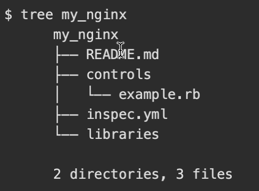 $ tree my_nginx
my_nginx
├── README.md
├── controls
│   └── example.rb
├── inspec.yml
└── libraries
2 directories, 3 files